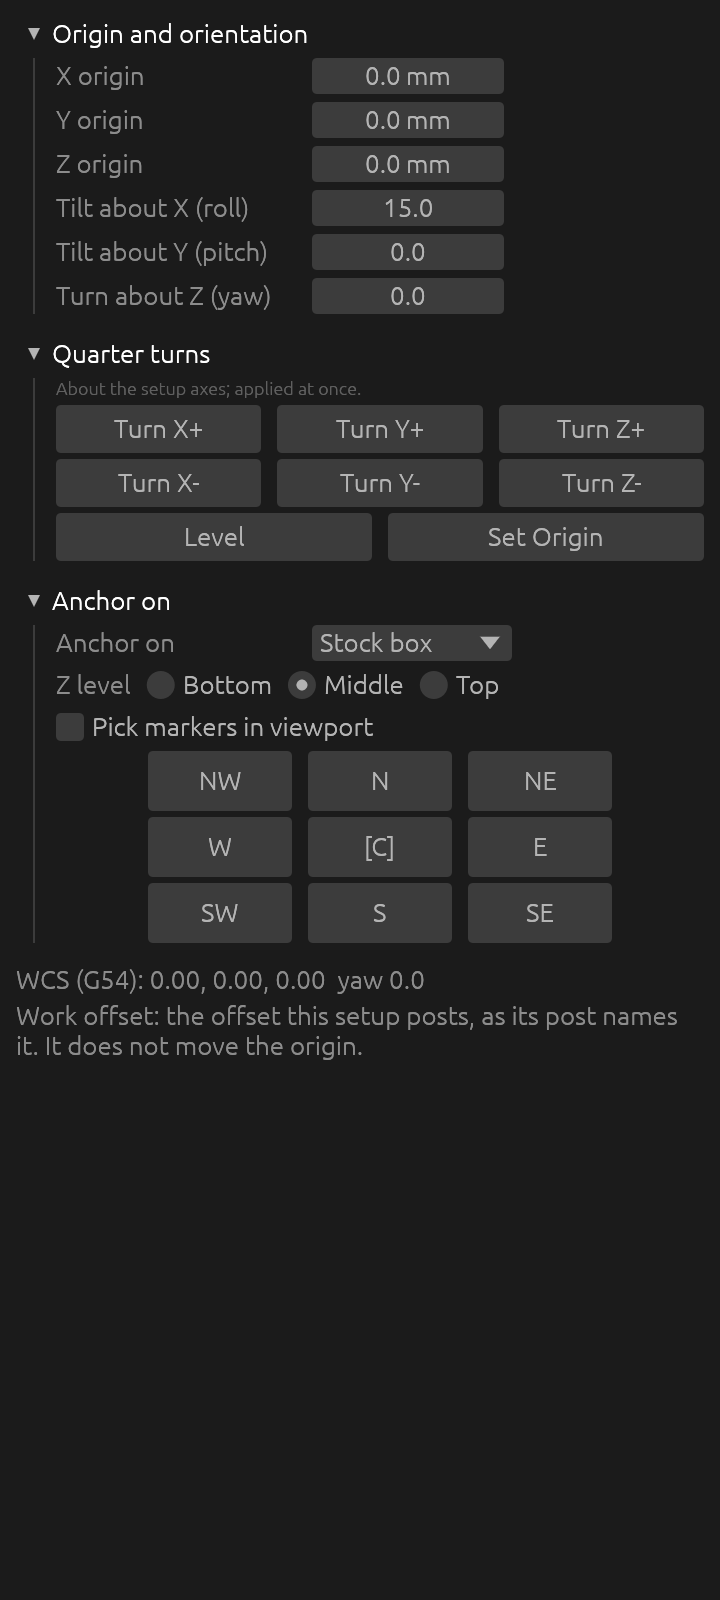 Origin and orientation
X origin 0.0 mm
Y origin 0.0 mm
Z origin 0.0 mm
Tilt about X (roll) 15.0
Tilt about Y (pitch) 0.0
Turn about Z (yaw) 0.0
Quarter turns
About the setup axes; applied at once.
Turn X+ Turn Y+ Turn Z+
Turn X- Turn Y- Turn Z-
Level Set Origin
Anchor on
Anchor on Stock box
Z level Bottom Middle Top
Pick markers in viewport
NW N NE
W [C] E
SW S SE
WCS (G54): 0.00, 0.00, 0.00 yaw 0.0
Work offset: the offset this setup posts, as its post names
it. It does not move the origin.